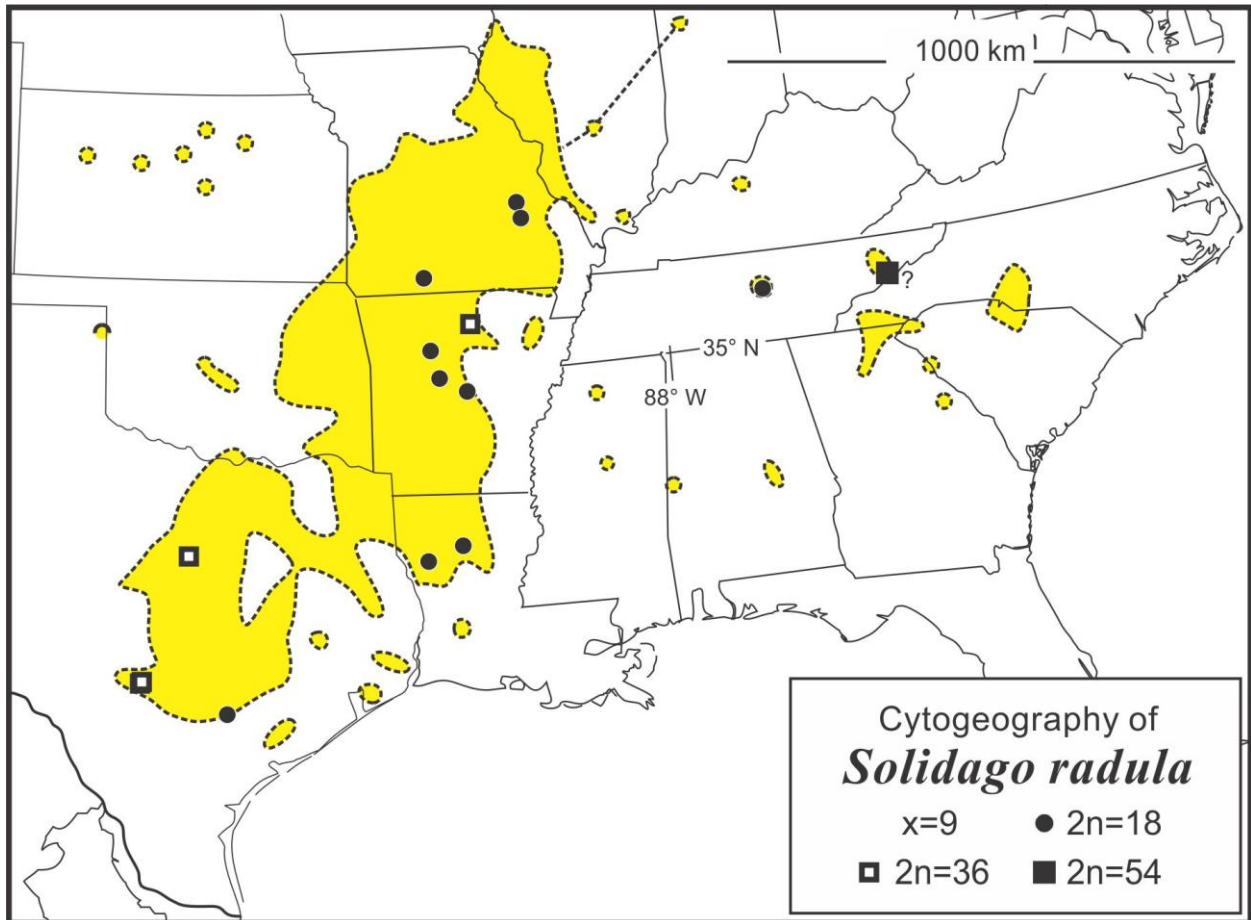 1000 km
?
35° N
88° W
Cytogeography of
Solidago radula
x=9 2n=18
2n=36 2n=54